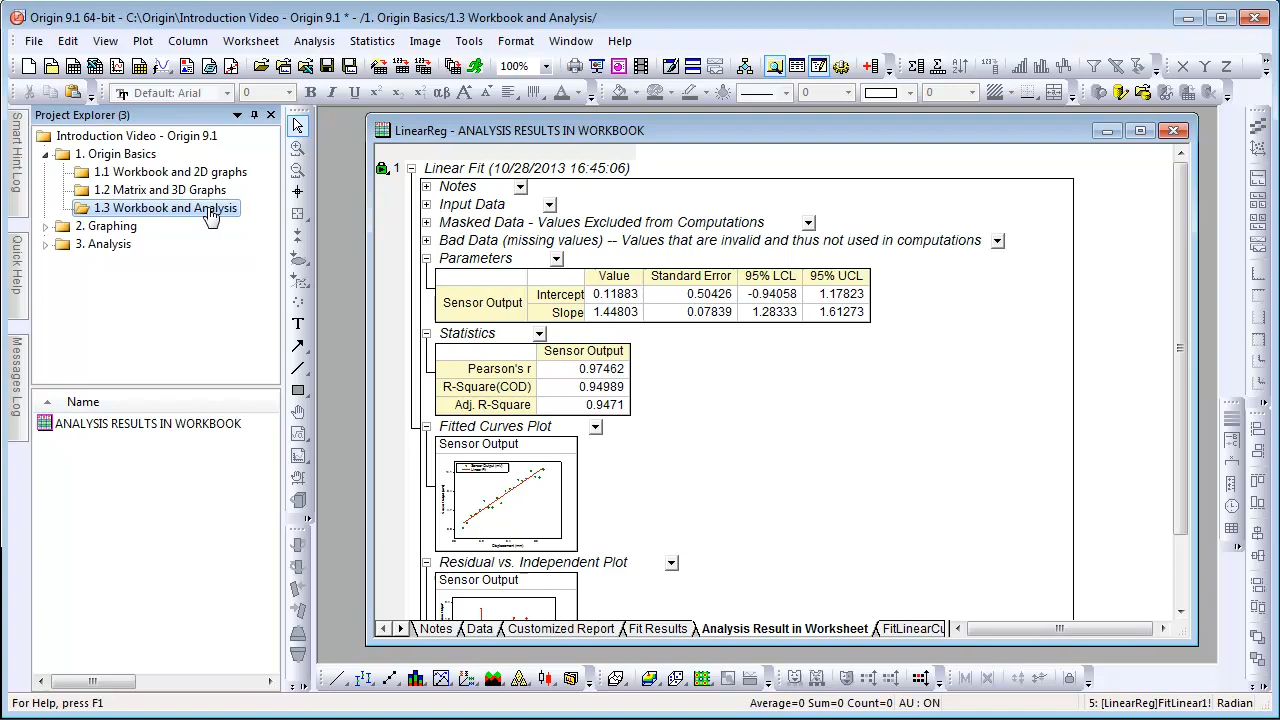 Origin 9.1 64-bit - C:\Origin\Introduction Video - Origin 9.1 * - /1. Origin Basics/1.3 Workbook and Analysis/
File Edit View Plot Column Worksheet Analysis Statistics Image Tools Format Window Help
100%
Default: Arial 0 B I U 0 0
Project Explorer (3)
Smart Hint Log
Quick Help
Messages Log
Introduction Video - Origin 9.1
1. Origin Basics
1.1 Workbook and 2D graphs
1.2 Matrix and 3D Graphs
1.3 Workbook and Analysis
2. Graphing
3. Analysis
Name
ANALYSIS RESULTS IN WORKBOOK
LinearReg - ANALYSIS RESULTS IN WORKBOOK
1 Linear Fit (10/28/2013 16:45:06)
Notes
Input Data
Masked Data - Values Excluded from Computations
Bad Data (missing values) -- Values that are invalid and thus not used in computations
Parameters
Value Standard Error 95% LCL 95% UCL
Sensor Output Intercept 0.11883 0.50426 -0.94058 1.17823
Slope 1.44803 0.07839 1.28333 1.61273
Statistics
Sensor Output
Pearson's r 0.97462
R-Square(COD) 0.94989
Adj. R-Square 0.9471
Fitted Curves Plot
Sensor Output
Residual vs. Independent Plot
Sensor Output
Notes Data Customized Report Fit Results Analysis Result in Worksheet FitLinearCu
X Y Z
For Help, press F1 Average=0 Sum=0 Count=0 AU : ON 5: [LinearReg]FitLinear1! Radian